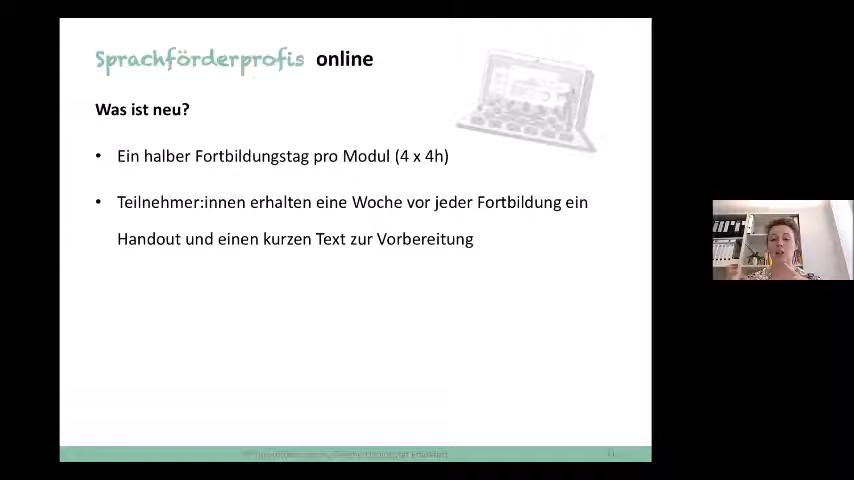 Sprachförderprofis online
Was ist neu?
• Ein halber Fortbildungstag pro Modul (4 x 4h)
• Teilnehmer:innen erhalten eine Woche vor jeder Fortbildung ein
Handout und einen kurzen Text zur Vorbereitung